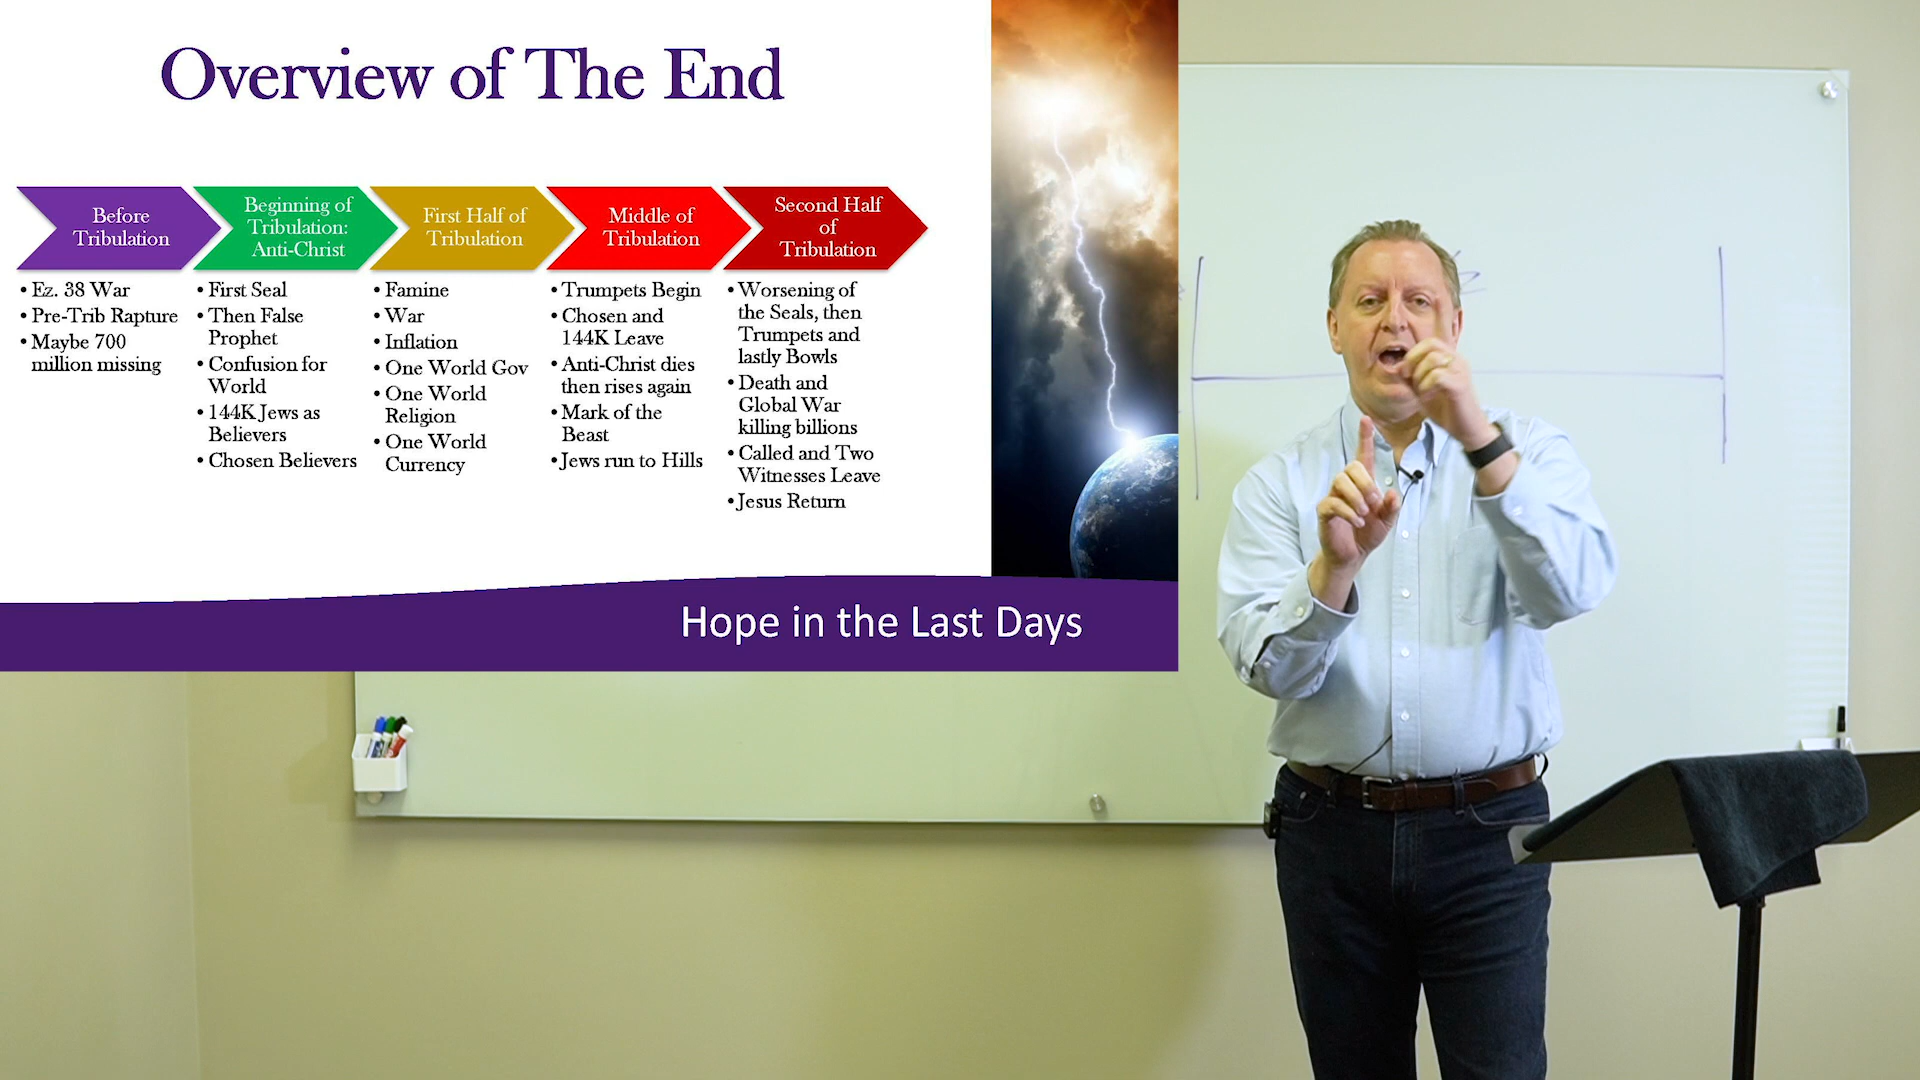 Overview of The End
Before
Tribulation
• Ez. 38 War
• Pre-Trib Rapture
• Maybe 700
million missing
Beginning of
Tribulation:
Anti-Christ
• First Seal
• Then False
Prophet
• Confusion for
World
• 144K Jews as
Believers
• Chosen Believers
First Half of
Tribulation
• Famine
• War
• Inflation
• One World Gov
• One World
Religion
• One World
Currency
Middle of
Tribulation
• Trumpets Begin
• Chosen and
144K Leave
• Anti-Christ dies
then rises again
• Mark of the
Beast
• Jews run to Hills
Second Half
of
Tribulation
• Worsening of
the Seals, then
Trumpets and
lastly Bowls
• Death and
Global War
killing billions
• Called and Two
Witnesses Leave
• Jesus Return
Hope in the Last Days